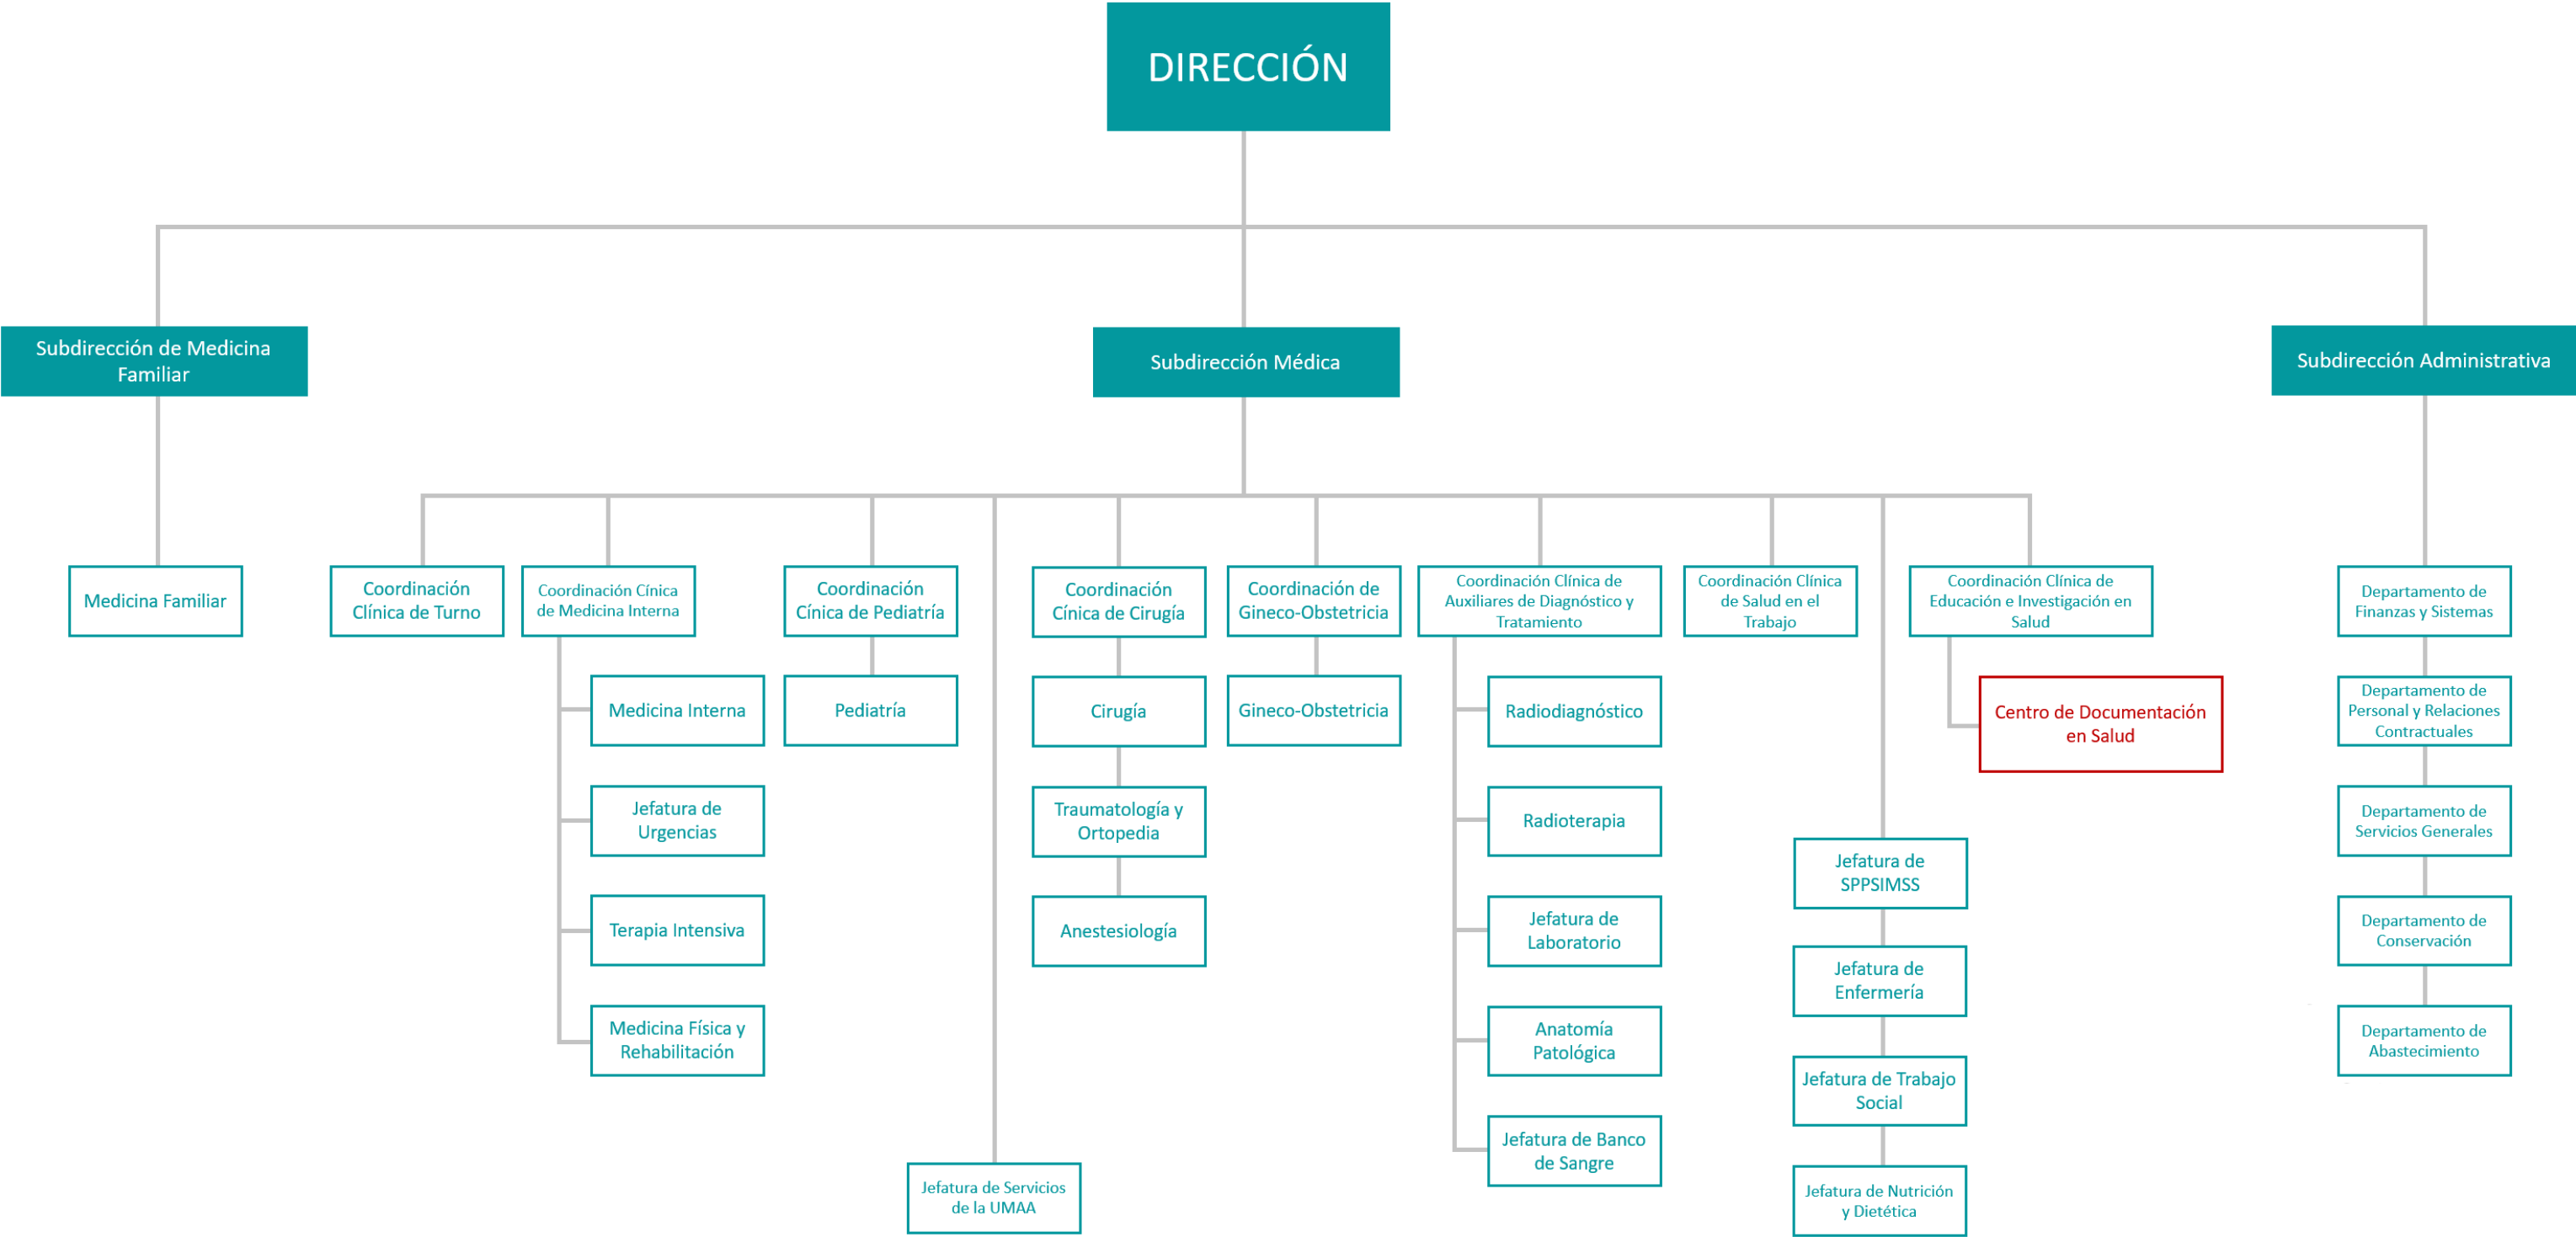 DIRECCIÓN
Subdirección de Medicina
Familiar
Subdirección Médica
Subdirección Administrativa
Medicina Familiar
Coordinación
Clínica de Turno
Coordinación Cínica
de Medicina Interna
Coordinación
Cínica de Pediatría
Coordinación
Cínica de Cirugía
Coordinación de
Gineco-Obstetricia
Coordinación Clínica de
Auxiliares de Diagnóstico y
Tratamiento
Coordinación Clínica
de Salud en el
Trabajo
Coordinación Clínica de
Educación e Investigación en
Salud
Departamento de
Finanzas y Sistemas
Medicina Interna
Pediatría
Cirugía
Gineco-Obstetricia
Radiodiagnóstico
Centro de Documentación
en Salud
Departamento de
Personal y Relaciones
Contractuales
Jefatura de
Urgencias
Traumatología y
Ortopedia
Radioterapia
Departamento de
Servicios Generales
Jefatura de
SPPSIMSS
Terapia Intensiva
Anestesiología
Jefatura de
Laboratorio
Departamento de
Conservación
Jefatura de
Enfermería
Medicina Física y
Rehabilitación
Anatomía
Patológica
Departamento de
Abastecimiento
Jefatura de Trabajo
Social
Jefatura de Banco
de Sangre
Jefatura de Servicios
de la UMAA
Jefatura de Nutrición
y Dietética